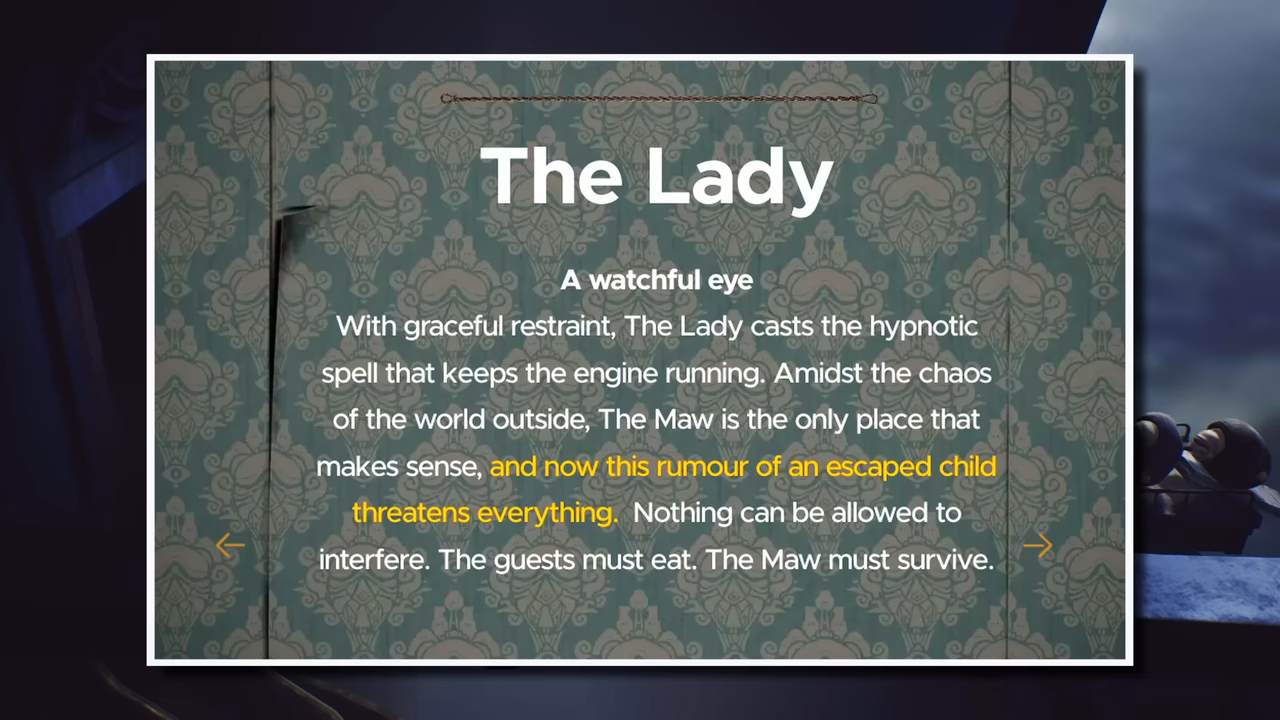 The Lady
A watchful eye
With graceful restraint, The Lady casts the hypnotic
spell that keeps the engine running. Amidst the chaos
of the world outside, The Maw is the only place that
makes sense, and now this rumour of an escaped child
threatens everything. Nothing can be allowed to
interfere. The guests must eat. The Maw must survive.